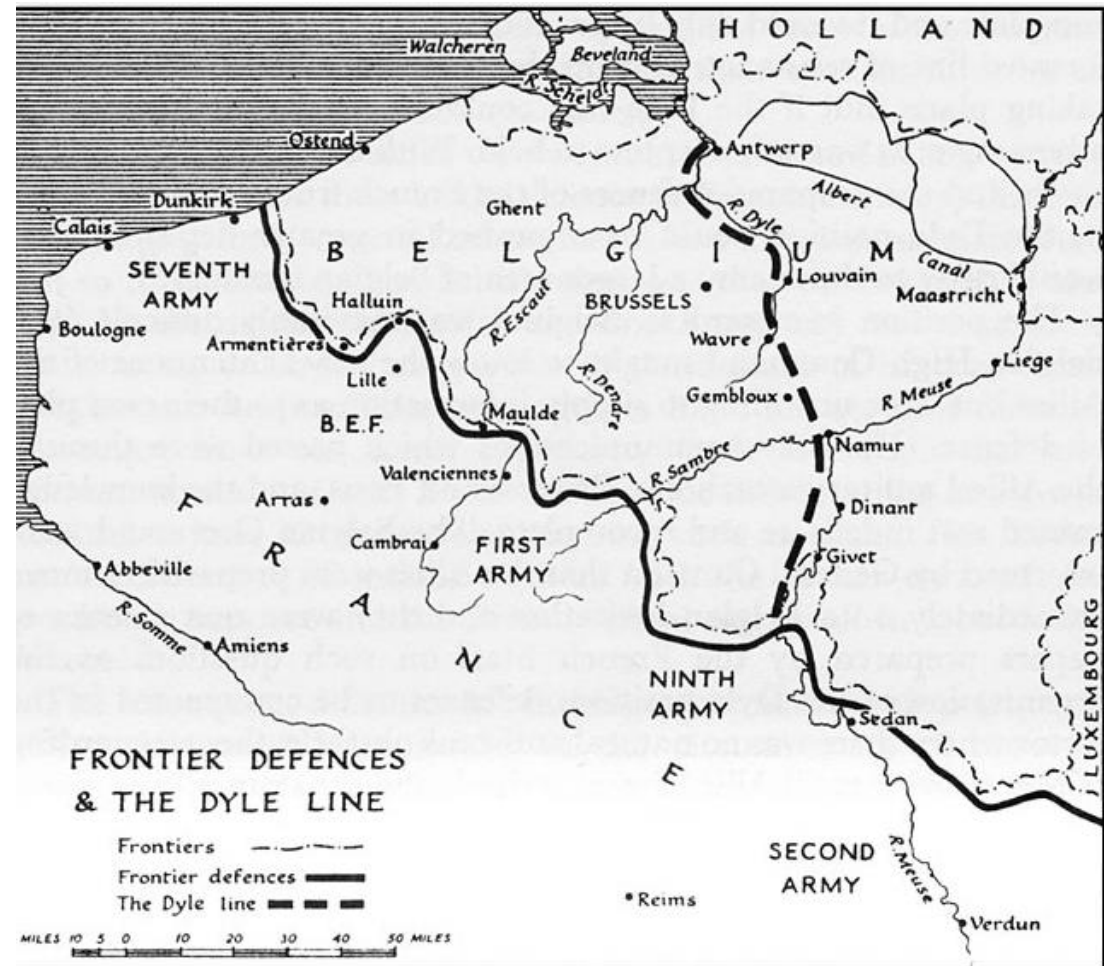 HOLLAND
Walcheren
Beveland
R. Scheldt
Ostend
Antwerp
Dunkirk
Calais
Ghent
R. Dyle
Albert
Canal
SEVENTH
ARMY
BELGIUM
Louvain
Maastricht
Halluin
BRUSSELS
Boulogne
Armentières
R. Escaut
Wavre
Liege
Lille
R. Dendre
Gembloux
R. Meuse
Maulde
B.E.F.
Namur
Valenciennes
R. Sambre
Arras
Dinant
FRANCE
Cambrai
FIRST
ARMY
Givet
Abbeville
R. Somme
Amiens
NINTH
ARMY
Sedan
LUXEMBOURG
FRONTIER DEFENCES
& THE DYLE LINE
Frontiers
Frontier defences
The Dyle line
SECOND
ARMY
R. Meuse
Reims
Verdun
MILES 10 5 0 10 20 30 40 50 MILES